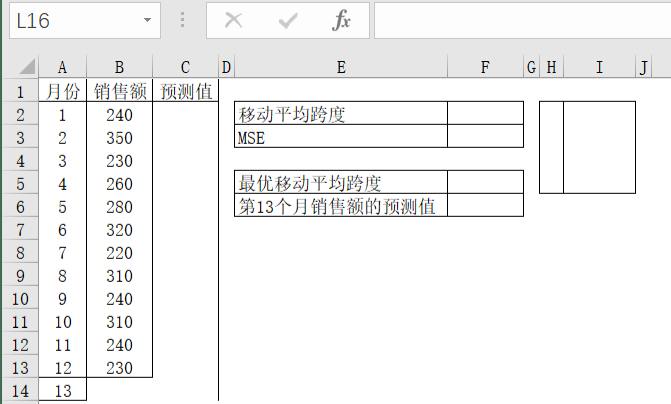 L16 fx
A B C D E F G H I J
1 月份 销售额 预测值
2 1 240 移动平均跨度
3 2 350 MSE
4 3 230
5 4 260 最优移动平均跨度
6 5 280 第13个月销售额的预测值
7 6 320
8 7 220
9 8 310
10 9 240
11 10 310
12 11 240
13 12 230
14 13